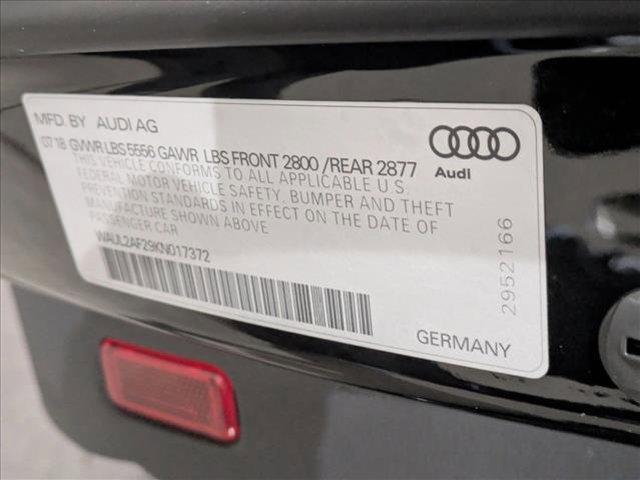 MFD. BY AUDI AG
07 18 GVWR LBS 5556 GAWR LBS FRONT 2800 /REAR 2877
THIS VEHICLE CONFORMS TO ALL APPLICABLE U.S.
FEDERAL MOTOR VEHICLE SAFETY, BUMPER AND THEFT
PREVENTION STANDARDS IN EFFECT ON THE DATE OF
MANUFACTURE SHOWN ABOVE
PASSENGER CAR
WAUL2AF29KN017372
Audi
2952166
GERMANY